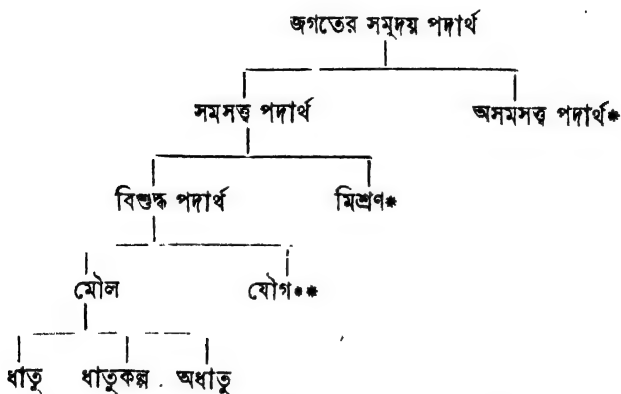 জগতের সমুদয় পদার্থ
সমসত্ত্ব পদার্থ অসমসত্ত্ব পদার্থ*
বিশুদ্ধ পদার্থ মিশ্রণ*
মৌল যৌগ**
ধাতু ধাতুকল্প . অধাতু